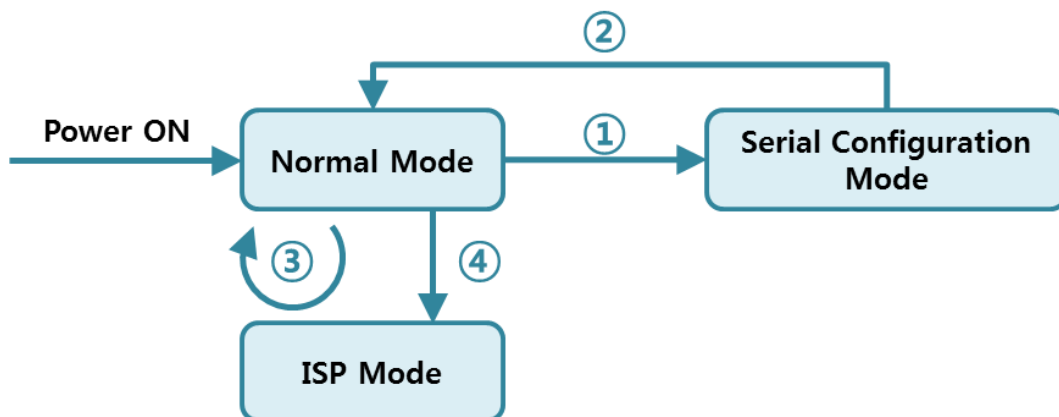 ②
Power ON
Normal Mode
①
Serial Configuration
Mode
③
④
ISP Mode